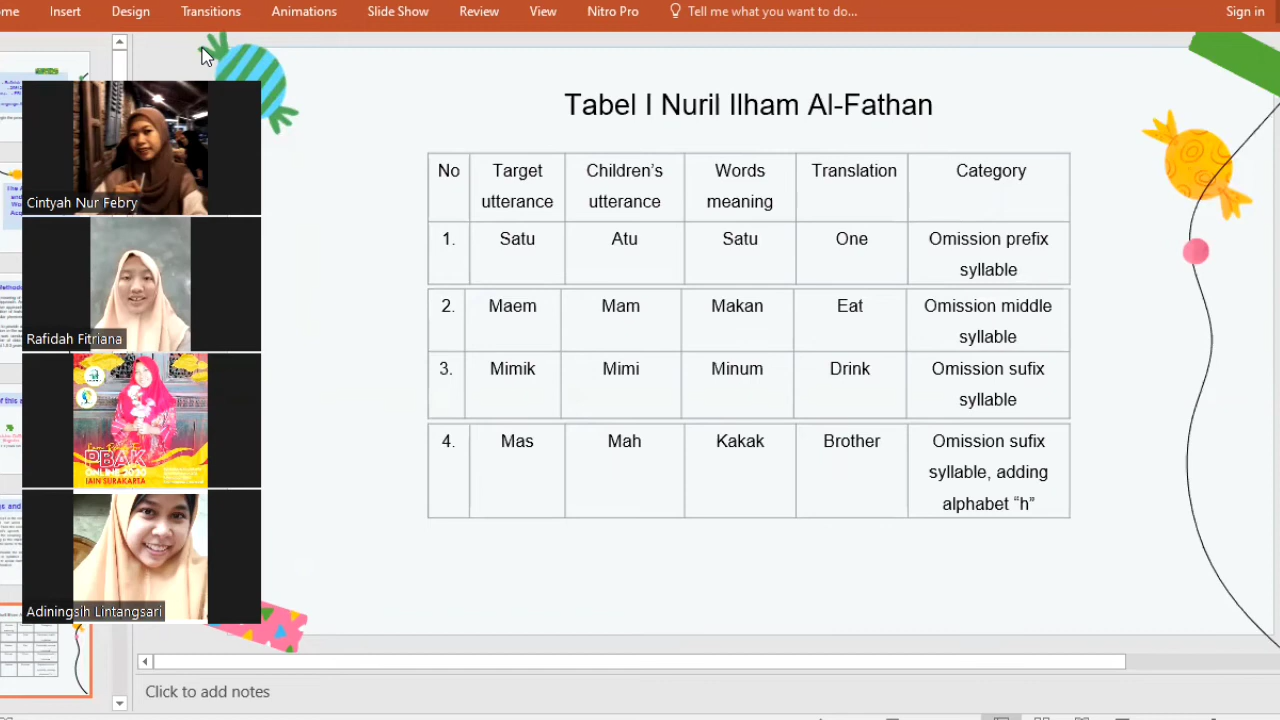 Insert Design Transitions Animations Slide Show Review View Nitro Pro Tell me what you want to do... Sign in
Cintyah Nur Febry
Rafidah Fitriana
PBAK
ONLINE 2020
IAIN SURAKARTA
Adiningsih Lintangsari
Tabel I Nuril Ilham Al-Fathan
No Target utterance Children's utterance Words meaning Translation Category
1. Satu Atu Satu One Omission prefix
syllable
2. Maem Mam Makan Eat Omission middle
syllable
3. Mimik Mimi Minum Drink Omission sufix
syllable
4. Mas Mah Kakak Brother Omission sufix
syllable, adding
alphabet “h”
Click to add notes